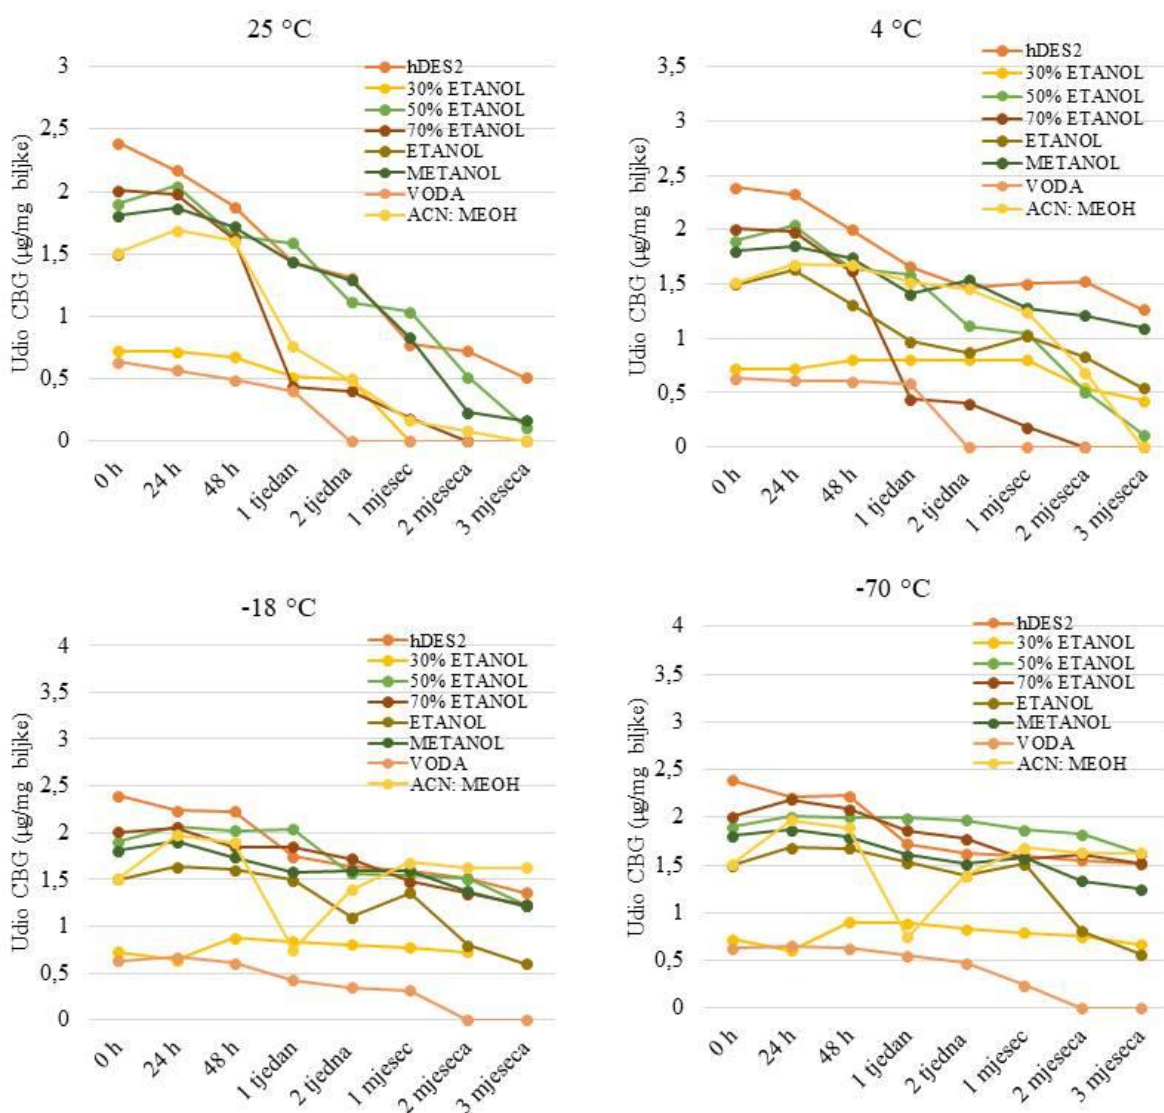 25 °C
Udio CBG (µg/mg biljke)
3
2,5
2
1,5
1
0,5
0
hDES2
30% ETANOL
50% ETANOL
70% ETANOL
ETANOL
METANOL
VODA
ACN: MEOH
0 h
24 h
48 h
1 tjedan
2 tjedna
1 mjesec
2 mjeseca
3 mjeseca
4 °C
Udio CBG (µg/mg biljke)
3,5
3
2,5
2
1,5
1
0,5
0
hDES2
30% ETANOL
50% ETANOL
70% ETANOL
ETANOL
METANOL
VODA
ACN: MEOH
0 h
24 h
48 h
1 tjedan
2 tjedna
1 mjesec
2 mjeseca
3 mjeseca
-18 °C
Udio CBG (µg/mg biljke)
4
3,5
3
2,5
2
1,5
1
0,5
0
hDES2
30% ETANOL
50% ETANOL
70% ETANOL
ETANOL
METANOL
VODA
ACN: MEOH
0 h
24 h
48 h
1 tjedan
2 tjedna
1 mjesec
2 mjeseca
3 mjeseca
-70 °C
Udio CBG (µg/mg biljke)
4
3,5
3
2,5
2
1,5
1
0,5
0
hDES2
30% ETANOL
50% ETANOL
70% ETANOL
ETANOL
METANOL
VODA
ACN: MEOH
0 h
24 h
48 h
1 tjedan
2 tjedna
1 mjesec
2 mjeseca
3 mjeseca